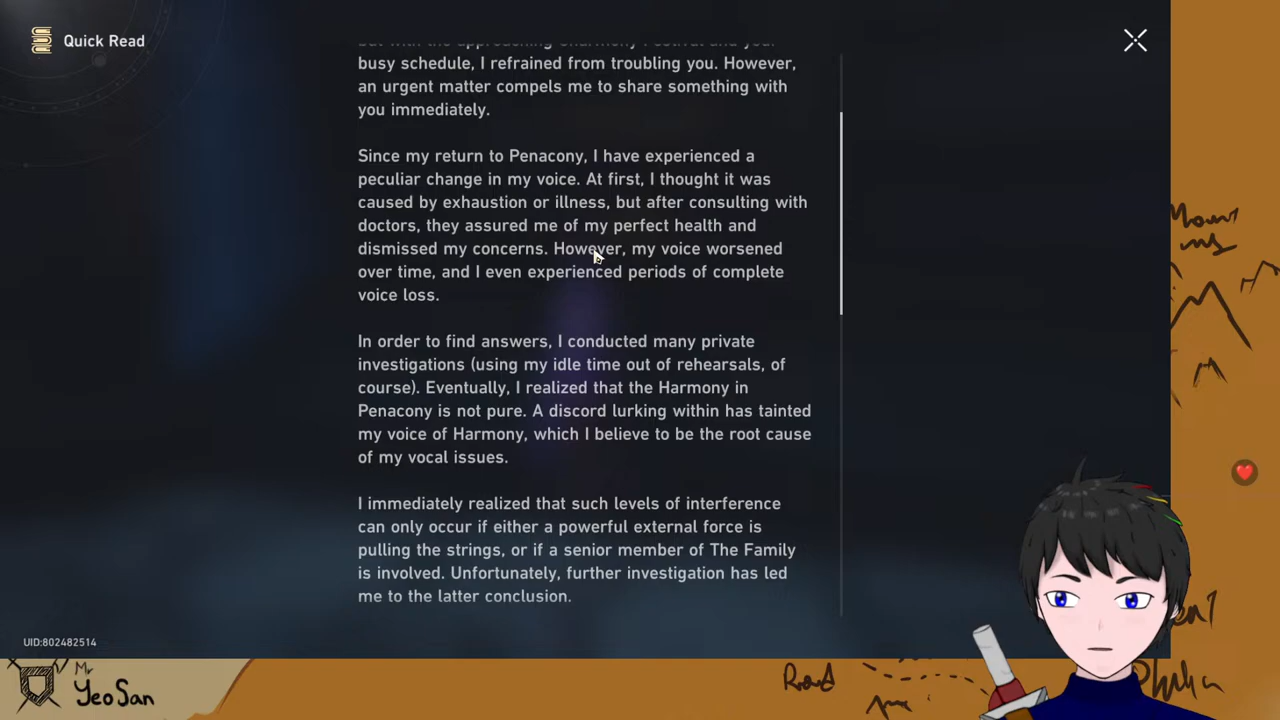 Quick Read
But with the approaching Charmony Festival and your
busy schedule, I refrained from troubling you. However,
an urgent matter compels me to share something with
you immediately.
Since my return to Penacony, I have experienced a
peculiar change in my voice. At first, I thought it was
caused by exhaustion or illness, but after consulting with
doctors, they assured me of my perfect health and
dismissed my concerns. However, my voice worsened
over time, and I even experienced periods of complete
voice loss.
In order to find answers, I conducted many private
investigations (using my idle time out of rehearsals, of
course). Eventually, I realized that the Harmony in
Penacony is not pure. A discord lurking within has tainted
my voice of Harmony, which I believe to be the root cause
of my vocal issues.
I immediately realized that such levels of interference
can only occur if either a powerful external force is
pulling the strings, or if a senior member of The Family
is involved. Unfortunately, further investigation has led
me to the latter conclusion.
UID:802482514
Mr
YeoSan
Road